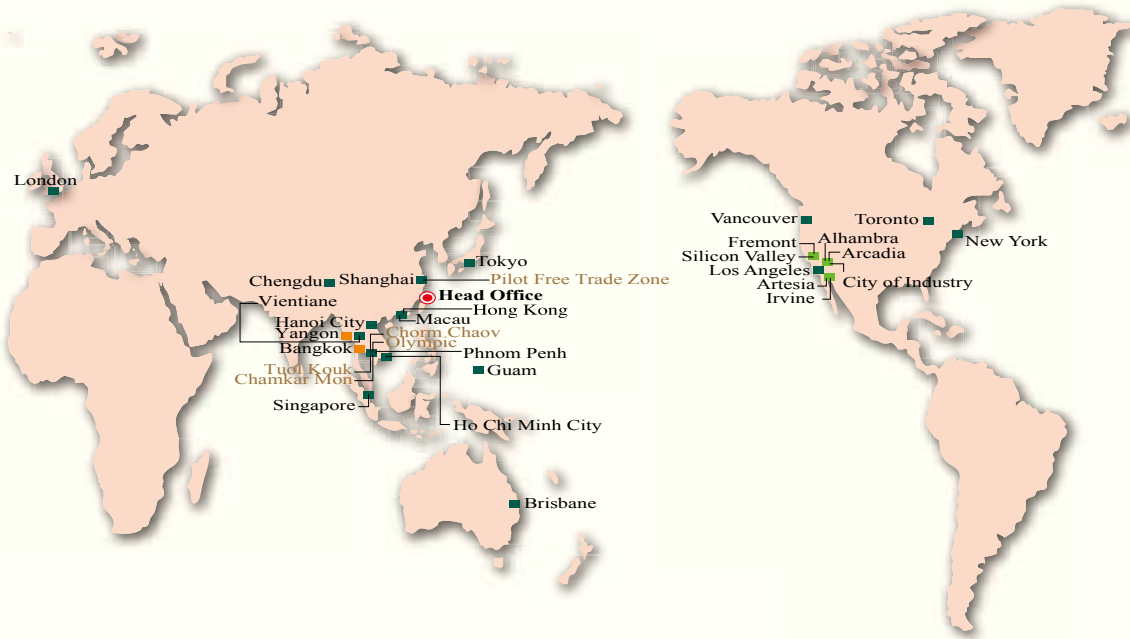 London
Vancouver
Toronto
New York
Fremont
Alhambra
Silicon Valley
Arcadia
Los Angeles
Artesia
City of Industry
Irvine
Tokyo
Chengdu
Shanghai
Pilot Free Trade Zone
Head Office
Vientiane
Hong Kong
Macau
Hanoi City
Yangon
Chorm Chaov
Olympic
Bangkok
Phnom Penh
Tuol Kouk
Guam
Chamkar Mon
Singapore
Ho Chi Minh City
Brisbane